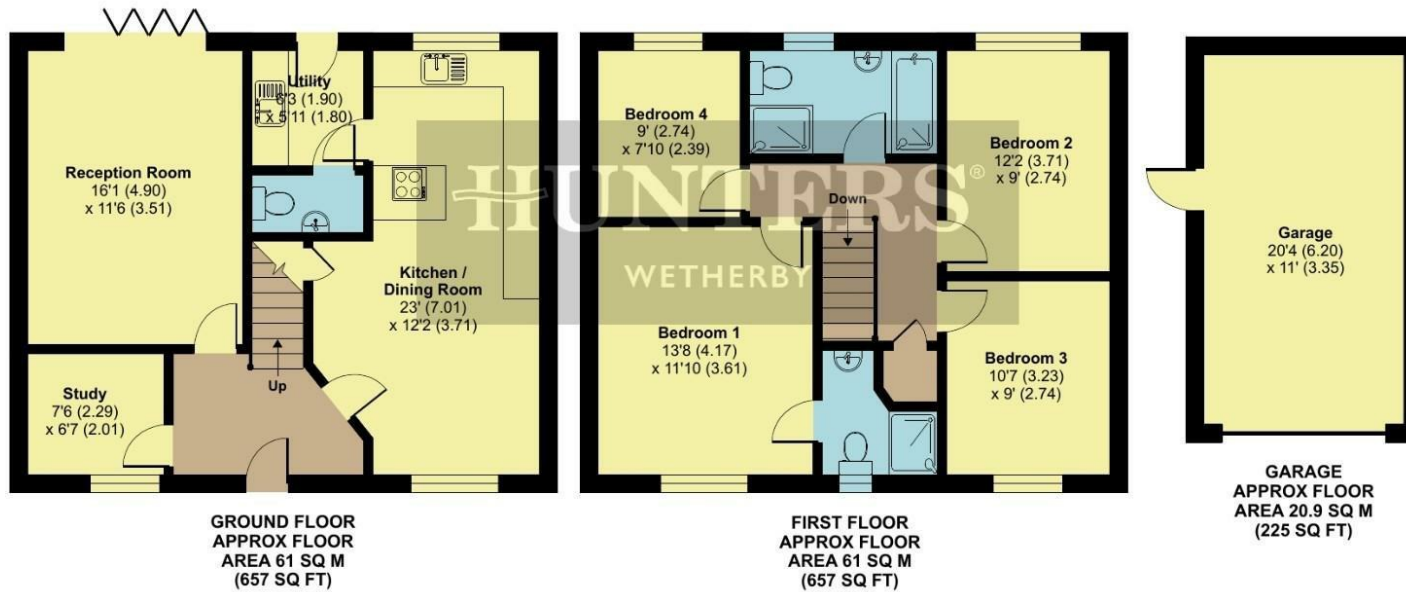 Utility
6'3 (1.90)
x 5'11 (1.80)
Reception Room
16'1 (4.90)
x 11'6 (3.51)
Kitchen /
Dining Room
23' (7.01)
x 12'2 (3.71)
Study
7'6 (2.29)
x 6'7 (2.01)
Up
GROUND FLOOR
APPROX FLOOR
AREA 61 SQ M
(657 SQ FT)
Bedroom 4
9' (2.74)
x 7'10 (2.39)
Bedroom 2
12'2 (3.71)
x 9' (2.74)
Down
Bedroom 1
13'8 (4.17)
x 11'10 (3.61)
Bedroom 3
10'7 (3.23)
x 9' (2.74)
FIRST FLOOR
APPROX FLOOR
AREA 61 SQ M
(657 SQ FT)
Garage
20'4 (6.20)
x 11' (3.35)
GARAGE
APPROX FLOOR
AREA 20.9 SQ M
(225 SQ FT)
HUNTERS®
WETHERBY